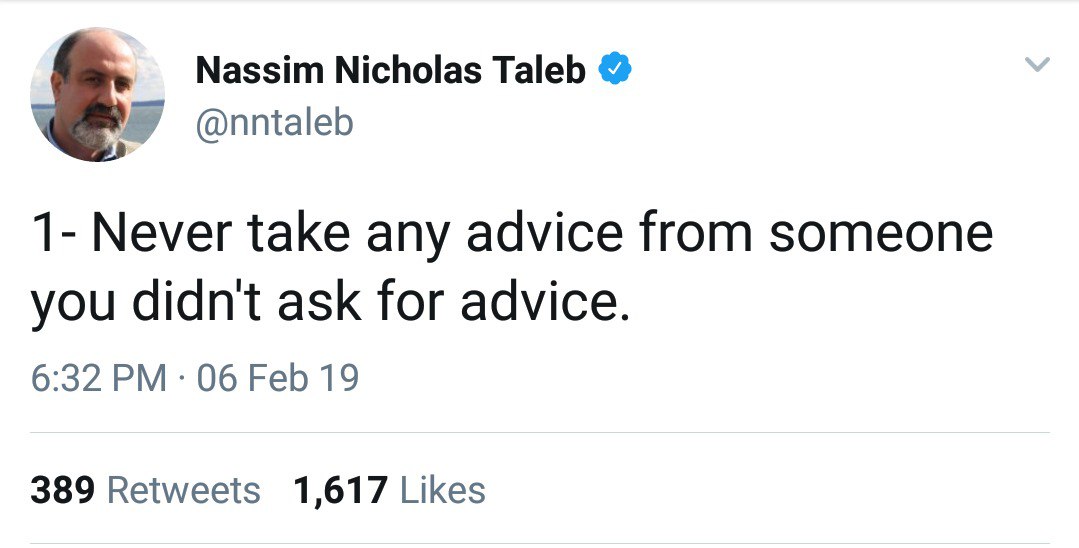 Nassim Nicholas Taleb
@nntaleb
1- Never take any advice from someone
you didn't ask for advice.
6:32 PM · 06 Feb 19
389 Retweets 1,617 Likes